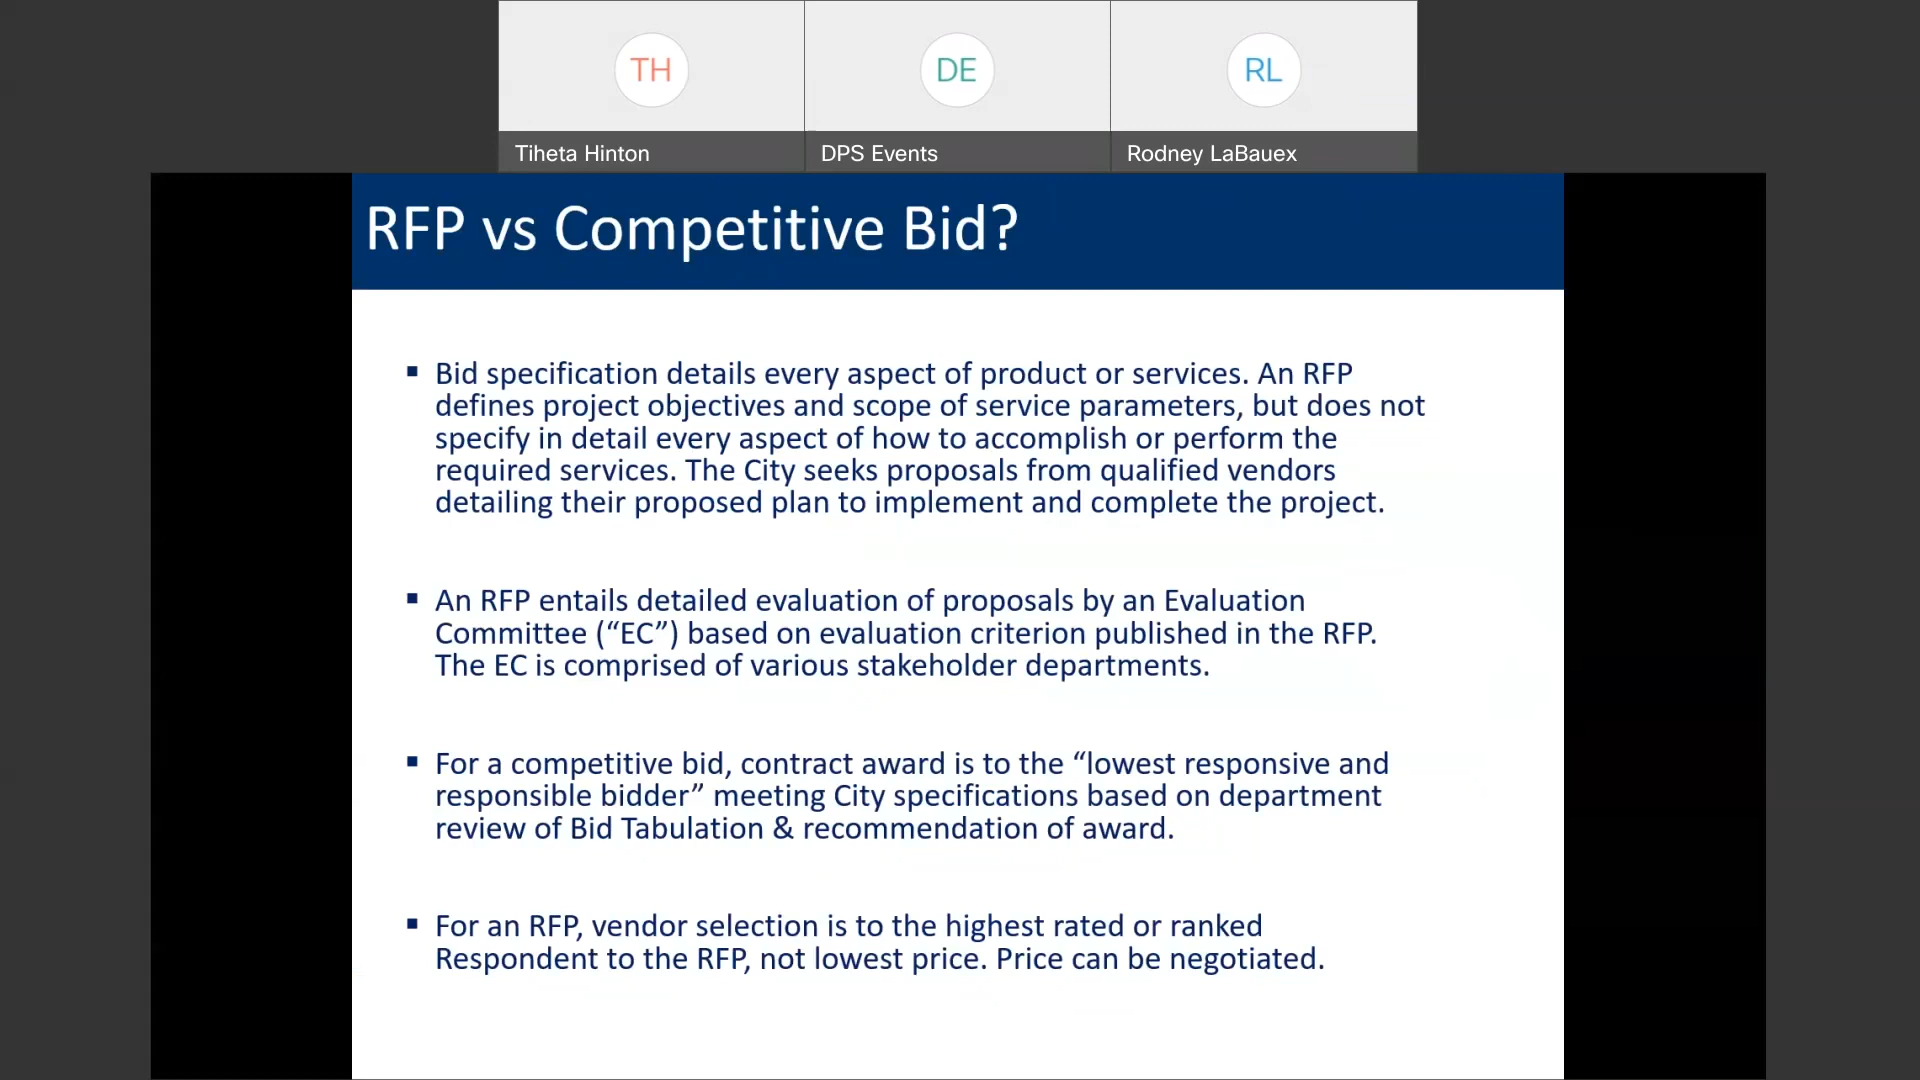 TH
DE
RL
Tiheta Hinton
DPS Events
Rodney LaBauex
RFP vs Competitive Bid?
▪ Bid specification details every aspect of product or services. An RFP
defines project objectives and scope of service parameters, but does not
specify in detail every aspect of how to accomplish or perform the
required services. The City seeks proposals from qualified vendors
detailing their proposed plan to implement and complete the project.
▪ An RFP entails detailed evaluation of proposals by an Evaluation
Committee (“EC”) based on evaluation criterion published in the RFP.
The EC is comprised of various stakeholder departments.
▪ For a competitive bid, contract award is to the “lowest responsive and
responsible bidder” meeting City specifications based on department
review of Bid Tabulation & recommendation of award.
▪ For an RFP, vendor selection is to the highest rated or ranked
Respondent to the RFP, not lowest price. Price can be negotiated.